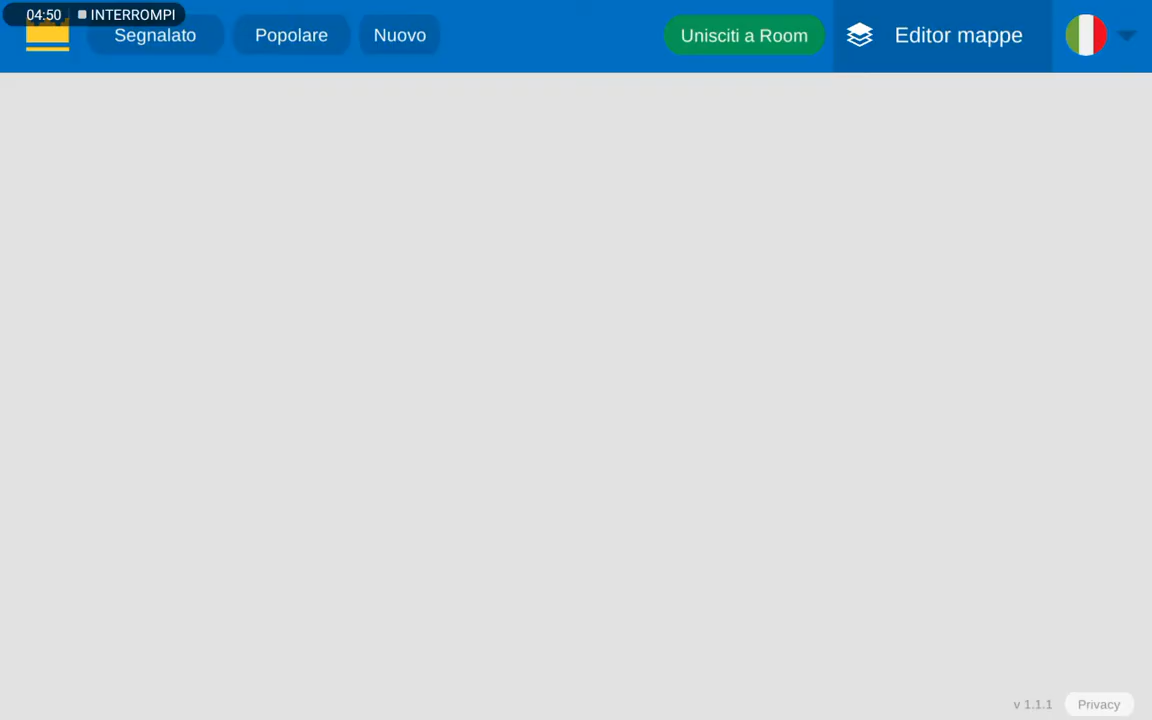 04:50 INTERROMPI
Segnalato Popolare Nuovo Unisciti a Room Editor mappe
v 1.1.1 Privacy